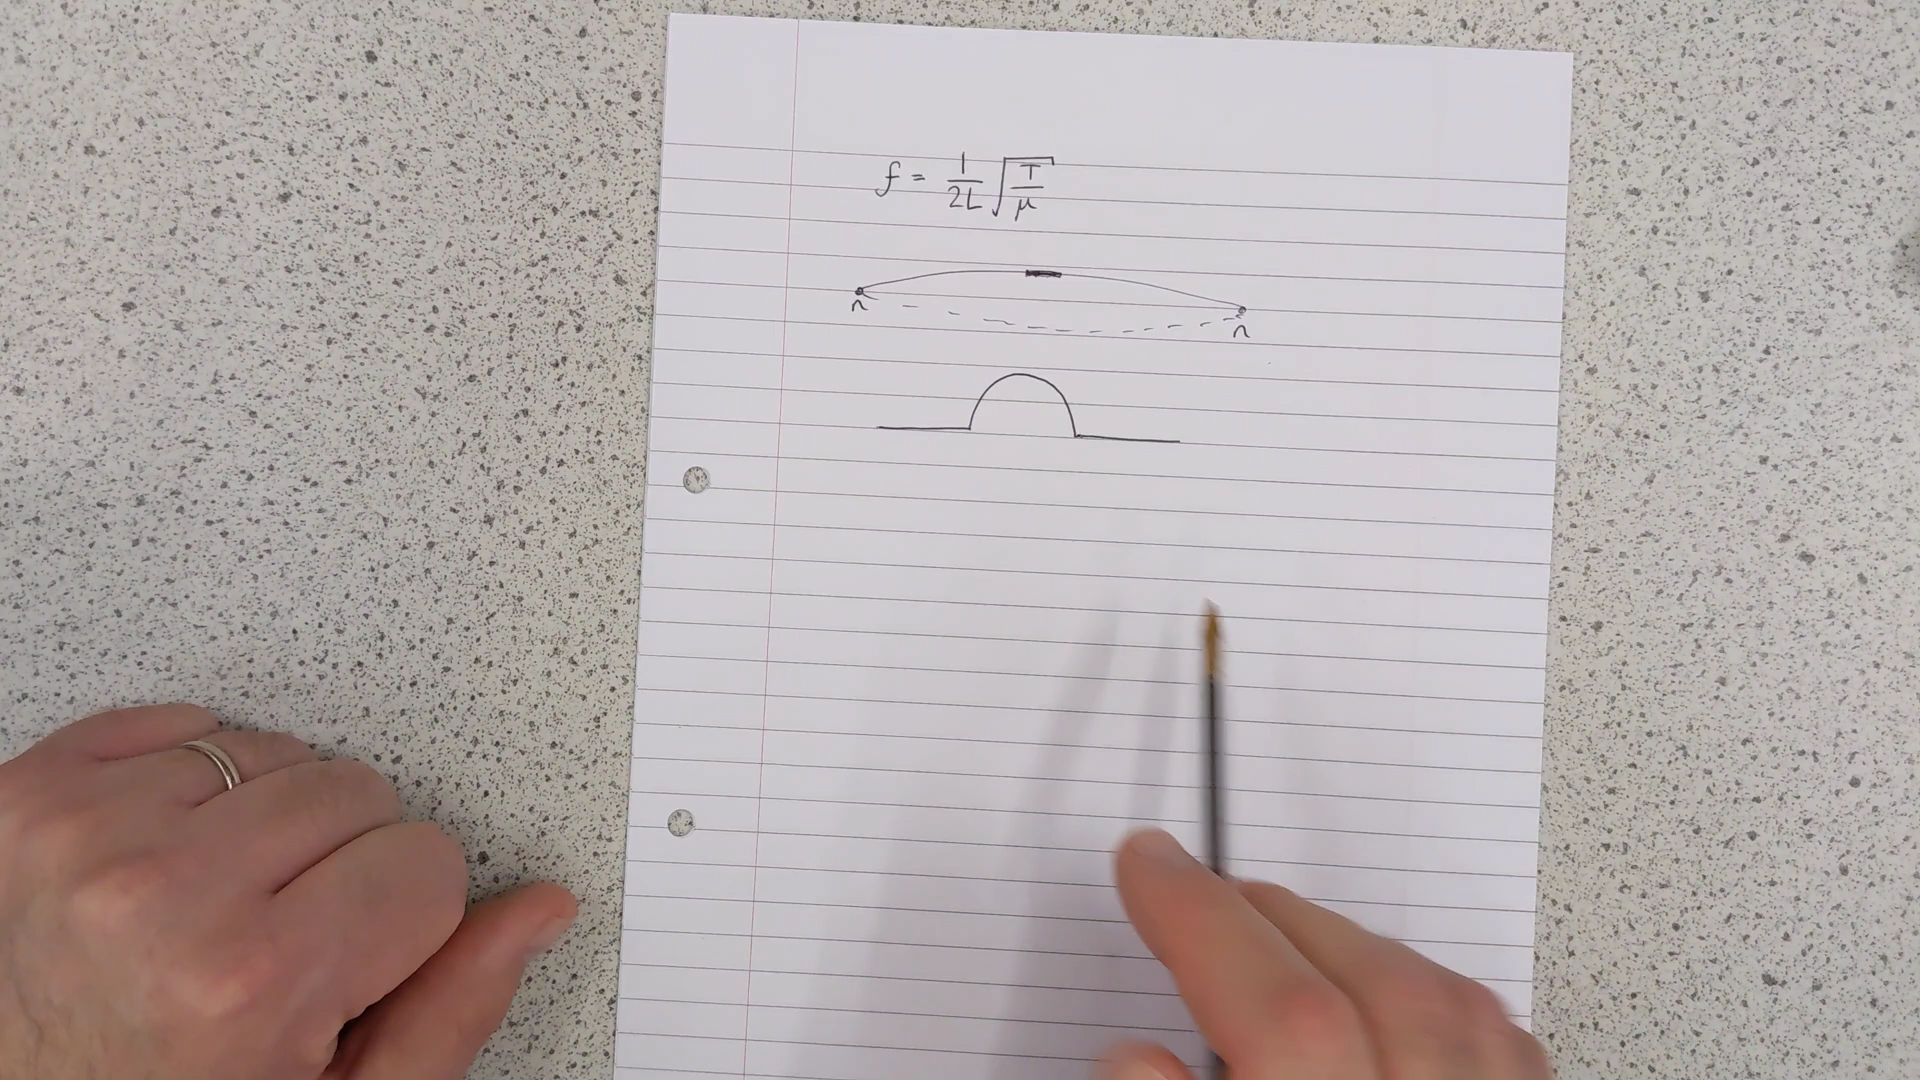 f = 1/2L √(T/μ)
n n